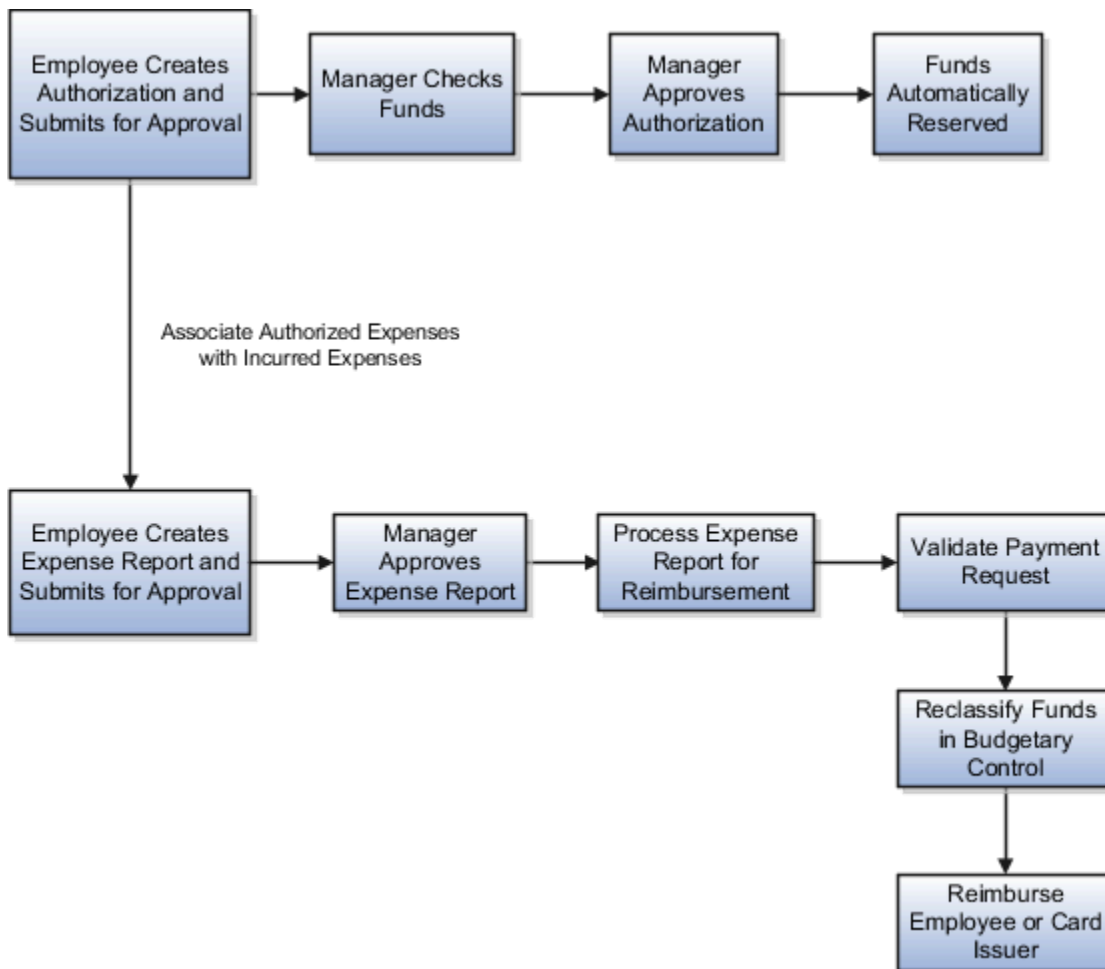 Employee Creates
Authorization and
Submits for Approval
Manager Checks
Funds
Manager
Approves
Authorization
Funds
Automatically
Reserved
Associate Authorized Expenses
with Incurred Expenses
Employee Creates
Expense Report and
Submits for Approval
Manager
Approves
Expense Report
Process Expense
Report for
Reimbursement
Validate Payment
Request
Reclassify Funds
in Budgetary
Control
Reimburse
Employee or Card
Issuer